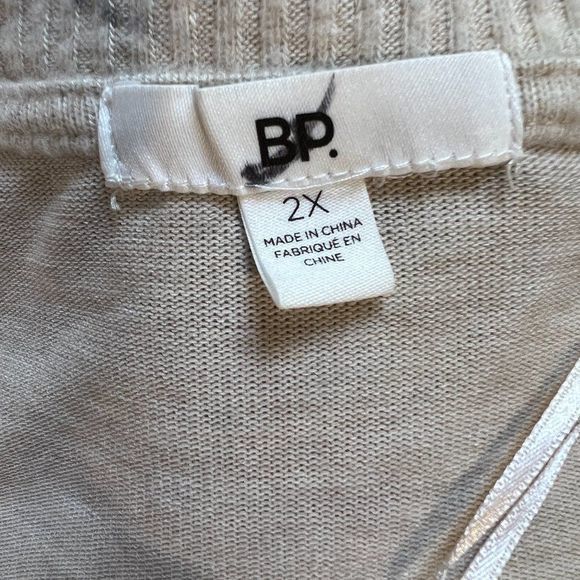 BP.
2X
MADE IN CHINA
FABRIQUÉ EN
CHINE